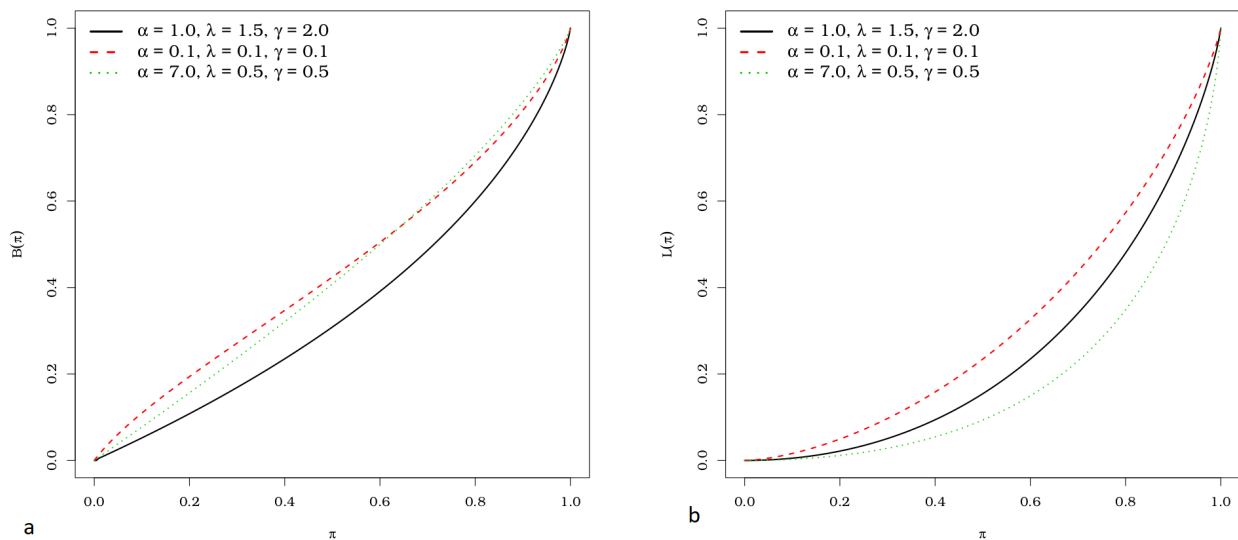 α = 1.0, λ = 1.5, γ = 2.0
α = 0.1, λ = 0.1, γ = 0.1
α = 7.0, λ = 0.5, γ = 0.5
1.0
0.8
0.6
0.4
0.2
0.0
B(π)
0.0 0.2 0.4 0.6 0.8 1.0
π
a
α = 1.0, λ = 1.5, γ = 2.0
α = 0.1, λ = 0.1, γ = 0.1
α = 7.0, λ = 0.5, γ = 0.5
1.0
0.8
0.6
0.4
0.2
0.0
L(π)
0.0 0.2 0.4 0.6 0.8 1.0
π
b